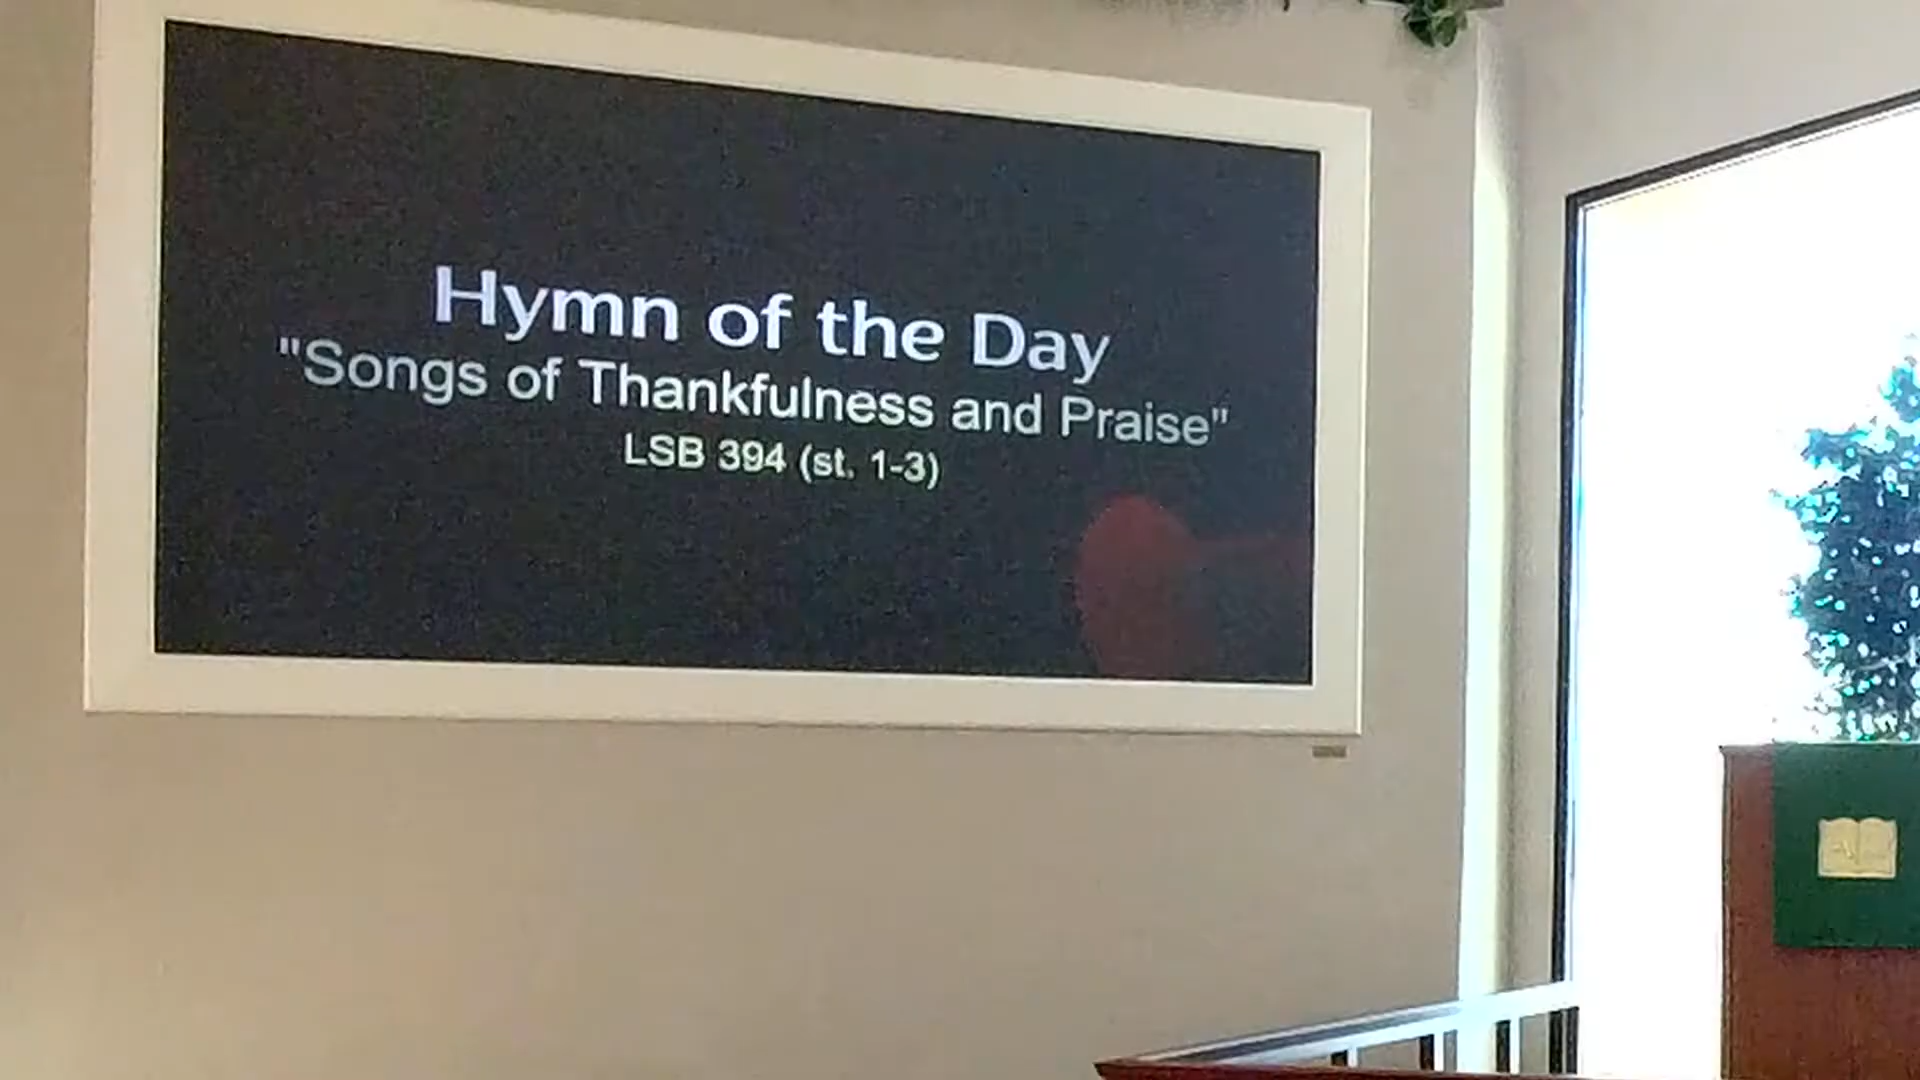 Hymn of the Day
"Songs of Thankfulness and Praise"
LSB 394 (st. 1-3)